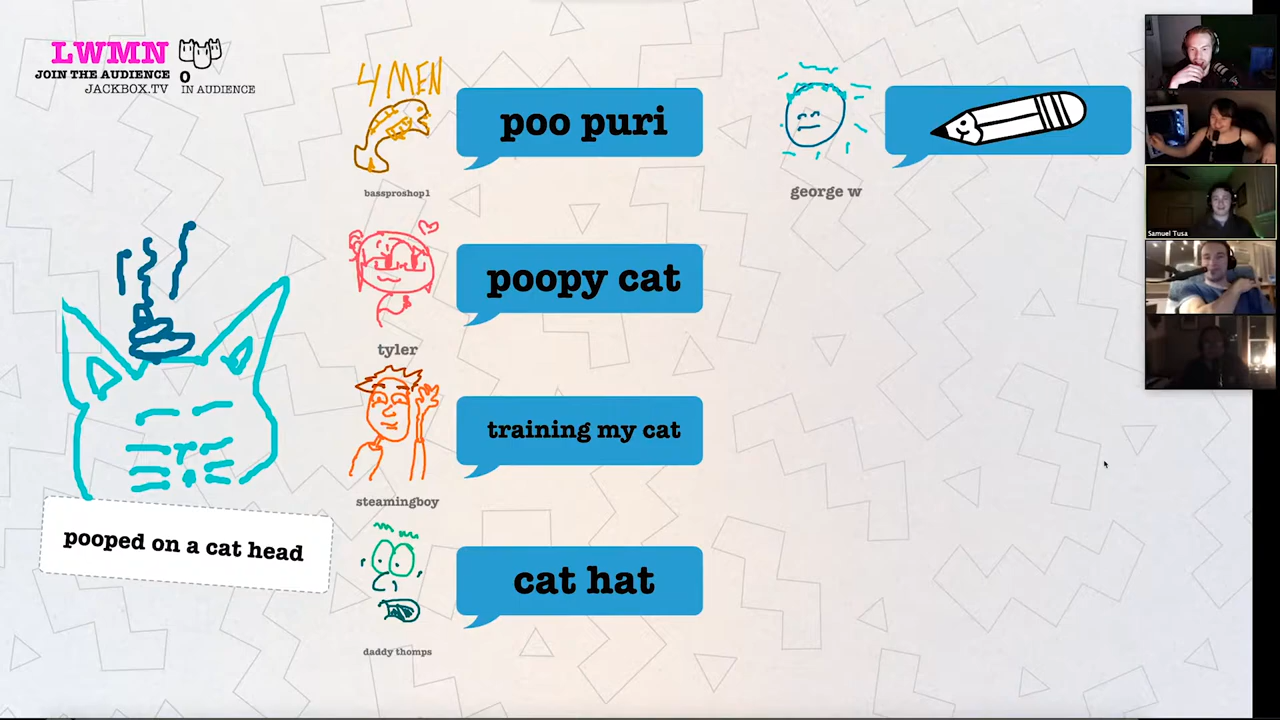 LWMN
JOIN THE AUDIENCE
JACKBOX.TV
0
IN AUDIENCE
4 MEN
poo puri
bassproshop1
george w
poopy cat
tyler
training my cat
steamingboy
pooped on a cat head
cat hat
daddy thomps
Samuel Tusa